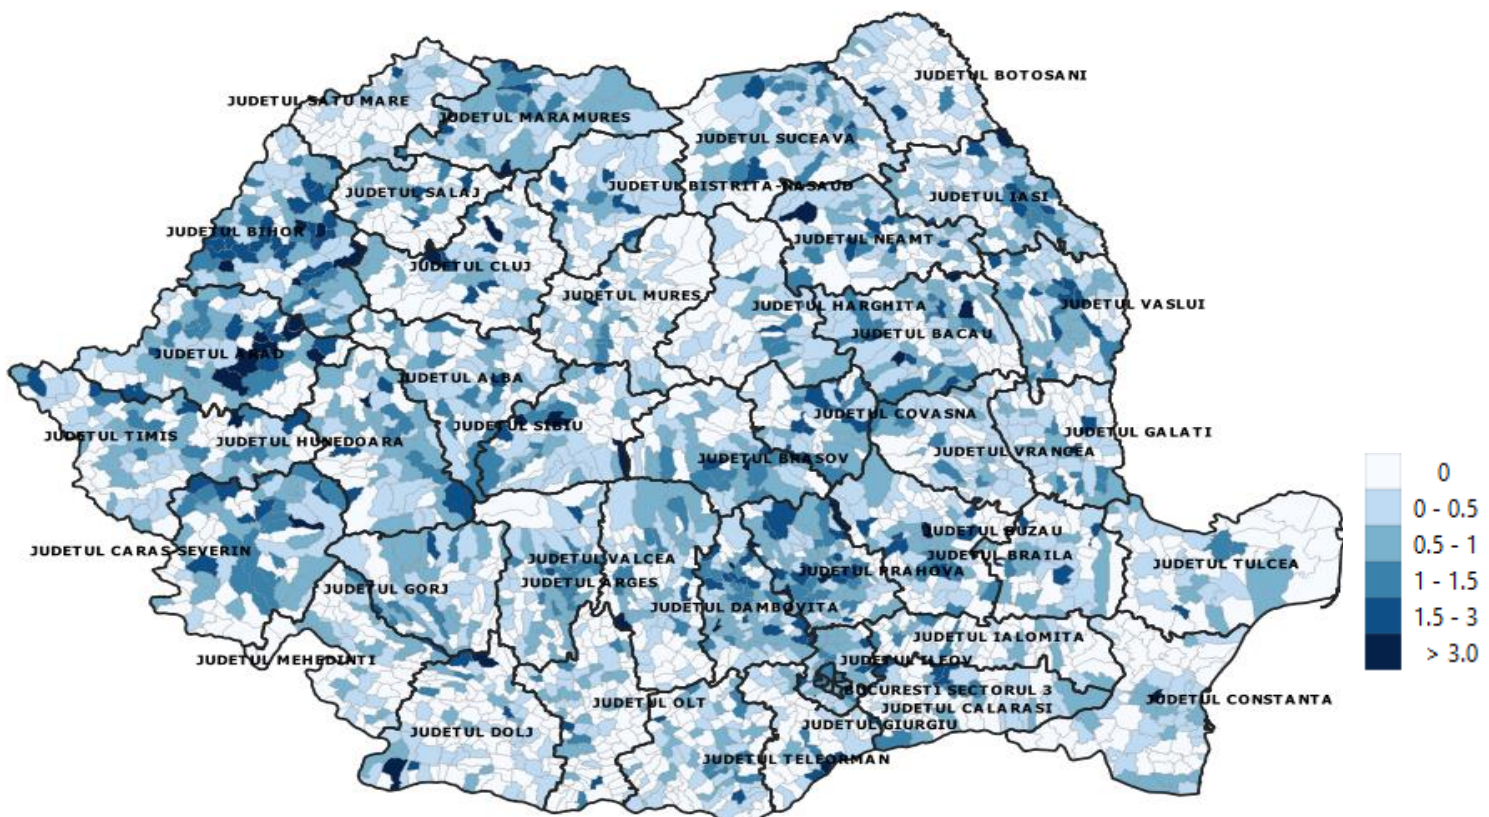 JUDETUL BOTOSANI
JUDETUL SATU MARE
JUDETUL MARAMURES
JUDETUL SUCEAVA
JUDETUL BISTRITA-NASAUD
JUDETUL SALAJ
JUDETUL IASI
JUDETUL BIHOR
JUDETUL NEAMT
JUDETUL CLUJ
JUDETUL MURES
JUDETUL HARGHITA
JUDETUL VASLUI
JUDETUL BACAU
JUDETUL ARAD
JUDETUL ALBA
JUDETUL COVASNA
JUDETUL SIBIU
JUDETUL GALATI
JUDETUL TIMIS
JUDETUL HUNEDOARA
JUDETUL VRANCEA
JUDETUL BRASOV
JUDETUL BUZAU
JUDETUL CARAS-SEVERIN
JUDETUL BRAILA
JUDETUL VALCEA
JUDETUL TULCEA
JUDETUL PRAHOVA
JUDETUL ARGES
JUDETUL GORJ
JUDETUL DAMBOVITA
JUDETUL IALOMITA
JUDETUL MEHEDINTI
JUDETUL ILFOV
BUCURESTI SECTORUL 3
JUDETUL CONSTANTA
JUDETUL OLT
JUDETUL CALARASI
JUDETUL GIURGIU
JUDETUL DOLJ
JUDETUL TELEORMAN
0
0 - 0.5
0.5 - 1
1 - 1.5
1.5 - 3
> 3.0